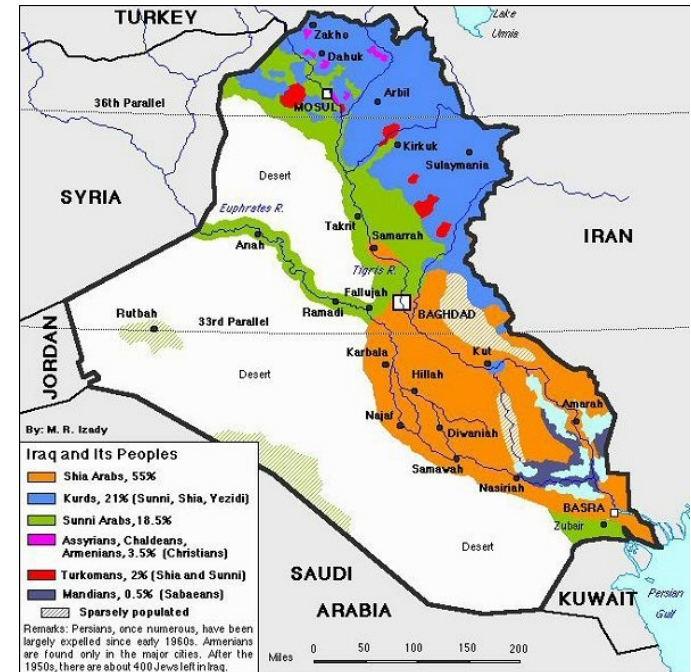 TURKEY
Lake
Urmia
Zakho
Dahuk
Arbil
MOSUL
36th Parallel
Kirkuk
Sulaymania
Desert
SYRIA
Euphrates R.
IRAN
Takrit
Samarrah
Anah
Tigris R.
Fallujah
Ramadi
BAGHDAD
Rutbah
33rd Parallel
JORDAN
Karbala
Kut
Desert
Hillah
Amarah
Najaf
Diwaniah
Samawah
Nasiriah
BASRA
Zubair
Desert
SAUDI
ARABIA
KUWAIT
Persian
Gulf
By: M. R. Izady
Iraq and Its Peoples
Shia Arabs, 55%
Kurds, 21% (Sunni, Shia, Yezidi)
Sunni Arabs, 18.5%
Assyrians, Chaldeans,
Armenians, 3.5% (Christians)
Turkomans, 2% (Shia and Sunni)
Mandians, 0.5% (Sabaeans)
Sparsely populated
Remarks: Persians, once numerous, have been
largely expelled since early 1960s. Armenians
are found only in the major cities. After the
1950s, there are about 400 Jews left in Iraq.
Miles
0 50 100 150 200